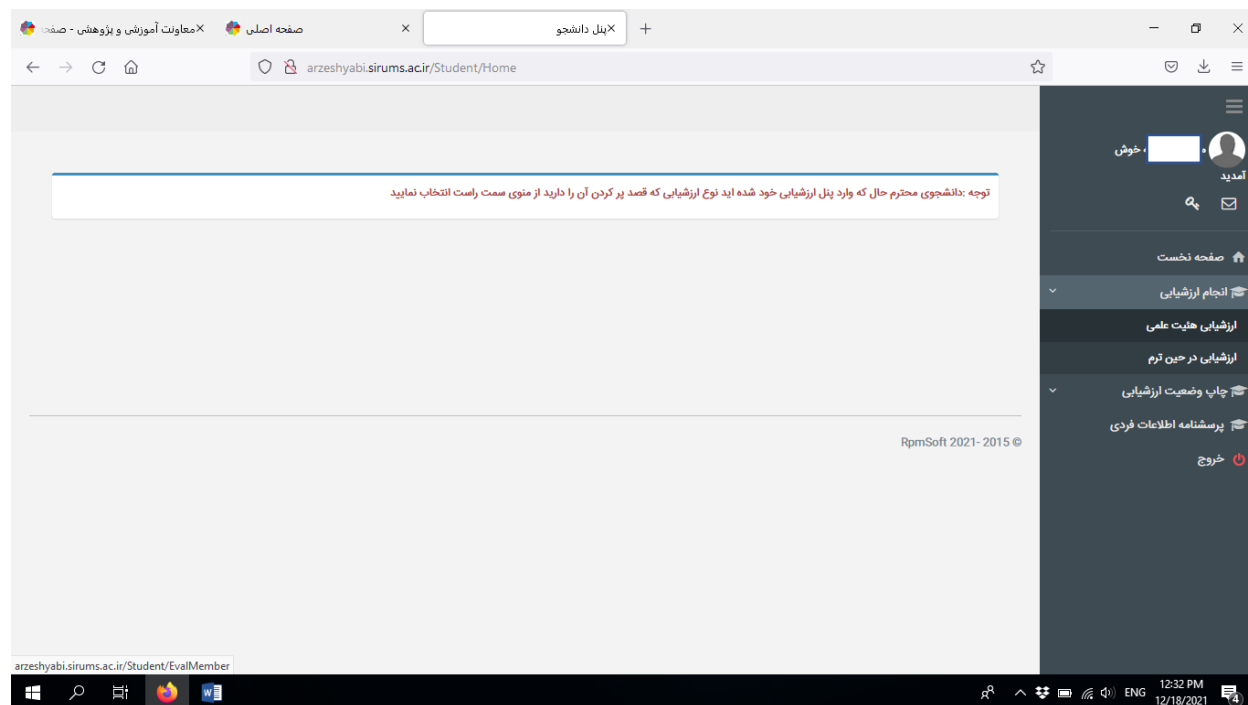 معاونت آموزشی و پژوهشی - صفح
صفحه اصلی
پنل دانشجو
arzeshyabi.sirums.ac.ir/Student/Home
، خوش
آمدید
توجه :دانشجوی محترم حال که وارد پنل ارزشیابی خود شده اید نوع ارزشیابی که قصد پر کردن آن را دارید از منوی سمت راست انتخاب نمایید
صفحه نخست
انجام ارزشیابی
ارزشیابی هئیت علمی
ارزشیابی در حین ترم
چاپ وضعیت ارزشیابی
پرسشنامه اطلاعات فردی
خروج
RpmSoft 2021- 2015 ©
arzeshyabi.sirums.ac.ir/Student/EvalMember
ENG
12:32 PM
12/18/2021
4